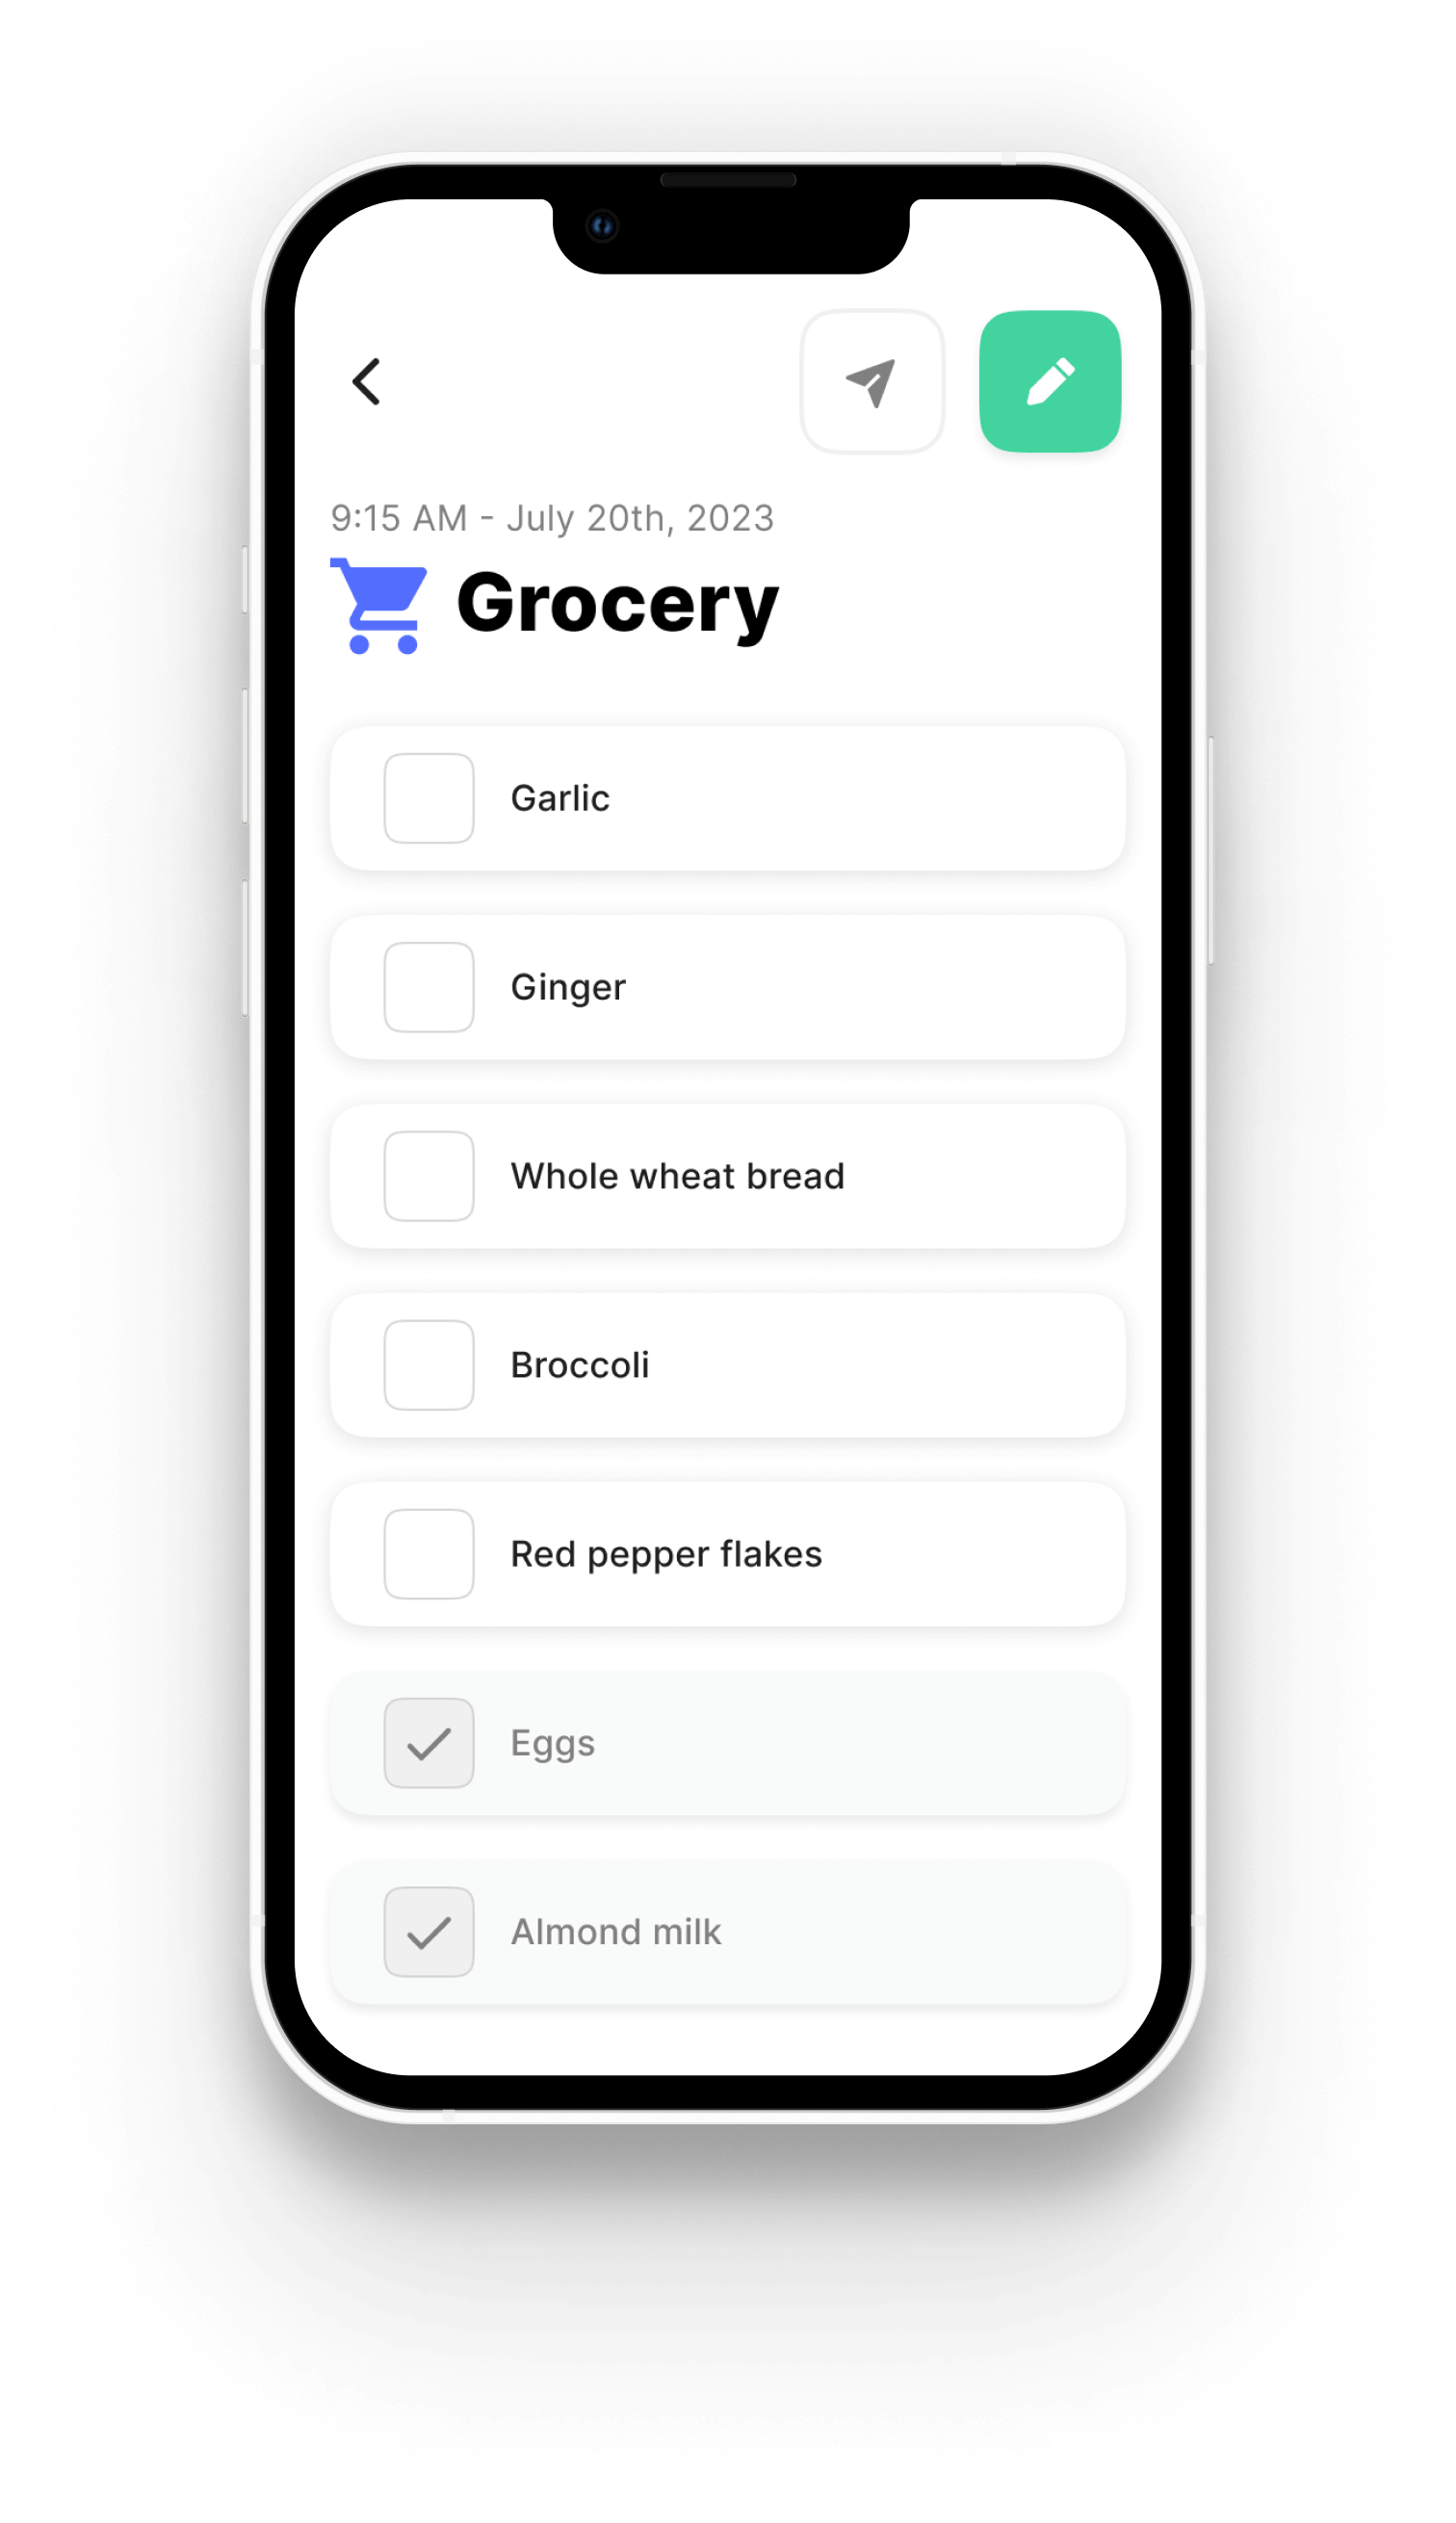 9:15 AM - July 20th, 2023
Grocery
Garlic
Ginger
Whole wheat bread
Broccoli
Red pepper flakes
Eggs
Almond milk